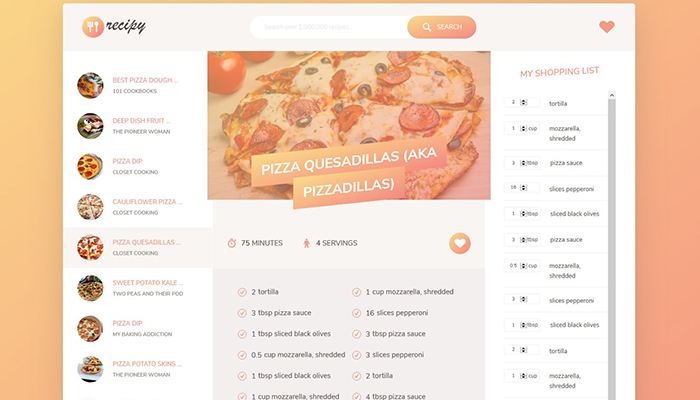 recipy
Search over 1,000,000 recipes...
SEARCH
BEST PIZZA DOUGH ...
101 COOKBOOKS
DEEP DISH FRUIT ...
THE PIONEER WOMAN
PIZZA DIP
CLOSET COOKING
CAULIFLOWER PIZZA ...
CLOSET COOKING
PIZZA QUESADILLAS ...
CLOSET COOKING
SWEET POTATO KALE ...
TWO PEAS AND THEIR POD
PIZZA DIP
MY BAKING ADDICTION
PIZZA POTATO SKINS ...
THE PIONEER WOMAN
PIZZA QUESADILLAS (AKA
PIZZADILLAS)
75 MINUTES
4 SERVINGS
2 tortilla
1 cup mozzarella, shredded
3 tbsp pizza sauce
16 slices pepperoni
1 tbsp sliced black olives
3 tbsp pizza sauce
0.5 cup mozzarella, shredded
3 slices pepperoni
1 tbsp sliced black olives
2 tortilla
1 cup mozzarella, shredded
4 tbsp pizza sauce
MY SHOPPING LIST
2 tortilla
1 cup mozzarella,
shredded
3 tbsp pizza sauce
16 slices pepperoni
1 tbsp sliced black olives
3 tbsp pizza sauce
0.5 cup mozzarella,
shredded
3 slices pepperoni
1 tbsp sliced black olives
2 tortilla
1 cup mozzarella,
shredded